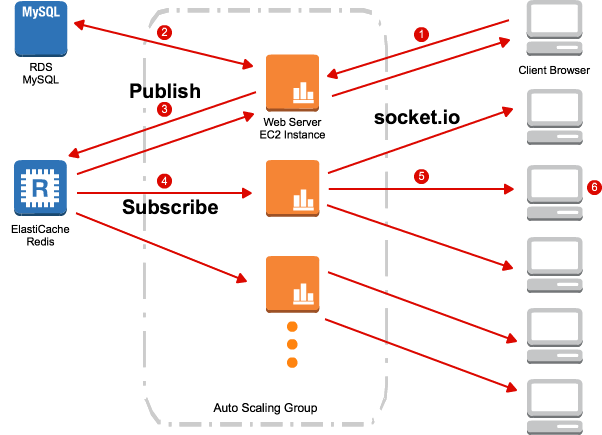 MySQL
RDS
MySQL
2
1
Client Browser
Publish
3
Web Server
EC2 Instance
socket.io
R
ElastiCache
Redis
4
Subscribe
5
6
Auto Scaling Group